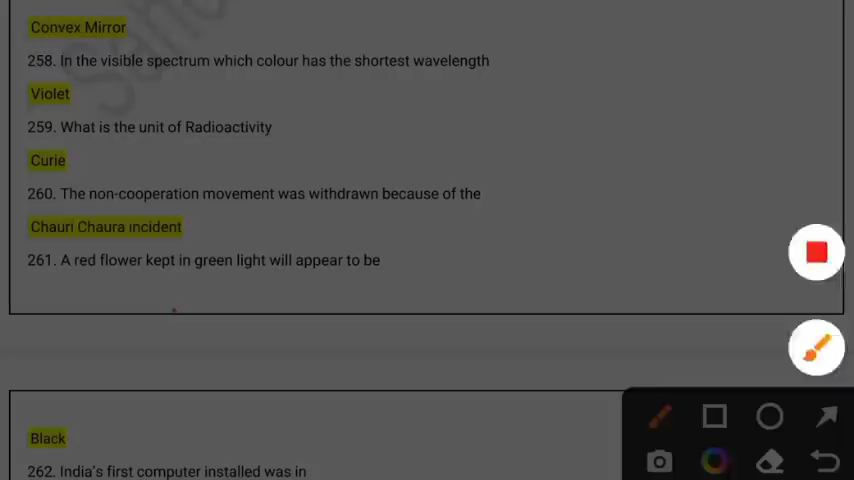 Convex Mirror
258. In the visible spectrum which colour has the shortest wavelength
Violet
259. What is the unit of Radioactivity
Curie
260. The non-cooperation movement was withdrawn because of the
Chauri Chaura incident
261. A red flower kept in green light will appear to be
Black
262. India's first computer installed was in